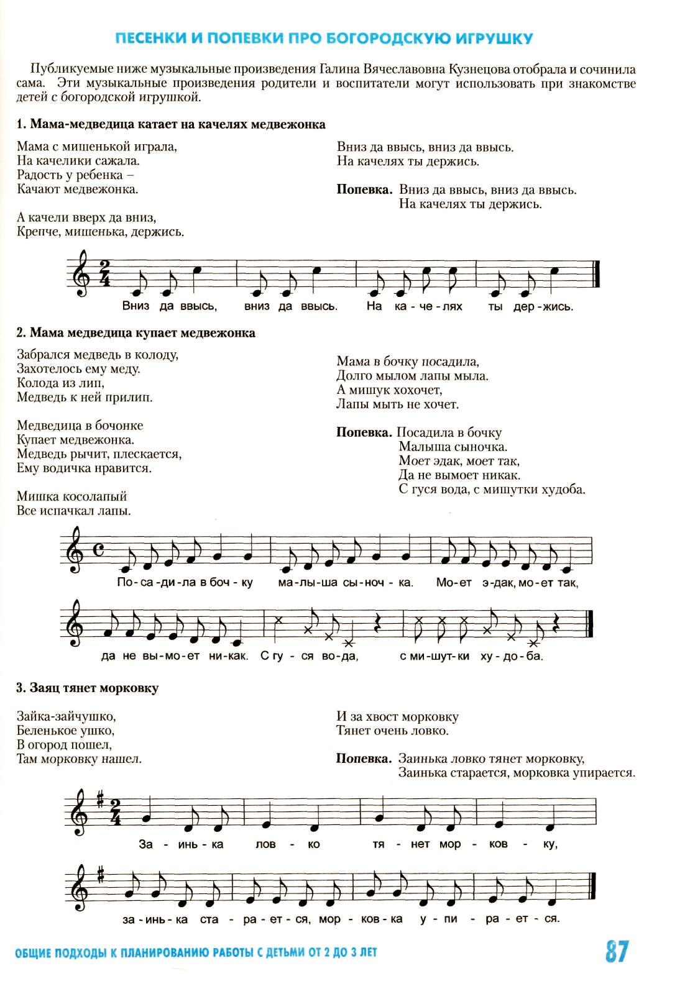 ПЕСЕНКИ И ПОПЕВКИ ПРО БОГОРОДСКУЮ ИГРУШКУ
Публикуемые ниже музыкальные произведения Галина Вячеславовна Кузнецова отобрала и сочинила
сама. Эти музыкальные произведения родители и воспитатели могут использовать при знакомстве
детей с богородской игрушкой.
1. Мама-медведица катает на качелях медвежонка
Мама с мишенькой играла,
На качелики сажала.
Радость у ребенка –
Качают медвежонка.
А качели вверх да вниз,
Крепче, мишенька, держись.
Вниз да ввысь, вниз да ввысь.
На качелях ты держись.
Попевка. Вниз да ввысь, вниз да ввысь.
На качелях ты держись.
2
4
Вниз да ввысь, вниз да ввысь. На ка - че - лях ты дер - жись.
2. Мама медведица купает медвежонка
Забрался медведь в колоду,
Захотелось ему меду.
Колода из лип,
Медведь к ней прилип.
Медведица в бочонке
Купает медвежонка.
Медведь рычит, плескается,
Ему водичка нравится.
Мишка косолапый
Все испачкал лапы.
Мама в бочку посадила,
Долго мылом лапы мыла.
А мишук хохочет,
Лапы мыть не хочет.
Попевка. Посадила в бочку
Малыша сыночка.
Моет эдак, моет так,
Да не вымоет никак.
С гуся вода, с мишутки худоба.
По - са - ди - ла в боч - ку ма - лы - ша сы - ноч - ка. Мо - ет э - дак, мо - ет так,
да не вы - мо - ет ни - как. С гу - ся во - да, с ми - шут - ки ху - до - ба.
3. Заяц тянет морковку
Зайка-зайчушко,
Беленькое ушко,
В огород пошел,
Там морковку нашел.
И за хвост морковку
Тянет очень ловко.
Попевка. Заинька ловко тянет морковку,
Заинька старается, морковка упирается.
2
4
За - инь - ка лов - ко тя - нет мор - ков - ку,
за - инь - ка ста - ра - ет - ся, мор - ков - ка у - пи - ра - ет - ся.
ОБЩИЕ ПОДХОДЫ К ПЛАНИРОВАНИЮ РАБОТЫ С ДЕТЬМИ ОТ 2 ДО 3 ЛЕТ
87